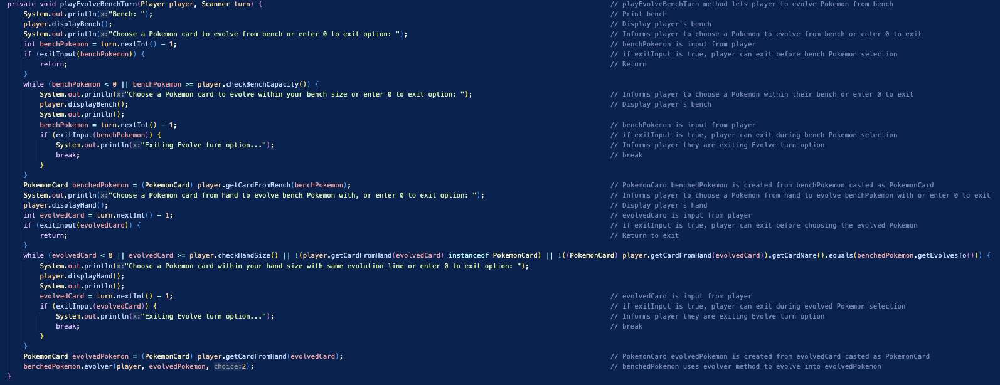 private void playEvolveBenchTurn(Player player, Scanner turn) { // playEvolveBenchTurn method lets player to evolve Pokemon from bench
System.out.println(x:"Bench: "); // Print bench
player.displayBench(); // Display player's bench
System.out.println(x:"Choose a Pokemon card to evolve from bench or enter 0 to exit option: "); // Informs player to choose a Pokemon to evolve from bench or enter 0 to exit
int benchPokemon = turn.nextInt() - 1; // benchPokemon is input from player
if (exitInput(benchPokemon)) { // if exitInput is true, player can exit before bench Pokemon selection
return; // Return
}
while (benchPokemon < 0 || benchPokemon >= player.checkBenchCapacity()) {
System.out.println(x:"Choose a Pokemon card to evolve within your bench size or enter 0 to exit option: "); // Informs player to choose a Pokemon within their bench or enter 0 to exit
player.displayBench(); // Display player's bench
System.out.println();
benchPokemon = turn.nextInt() - 1; // benchPokemon is input from player
if (exitInput(benchPokemon)) { // if exitInput is true, player can exit during bench Pokemon selection
System.out.println(x:"Exiting Evolve turn option..."); // Informs player they are exiting Evolve turn option
break; // break
}
}
PokemonCard benchedPokemon = (PokemonCard) player.getCardFromBench(benchPokemon); // PokemonCard benchedPokemon is created from benchPokemon casted as PokemonCard
System.out.println(x:"Choose a Pokemon card from hand to evolve bench Pokemon with, or enter 0 to exit option: "); // Informs player to choose a Pokemon from hand to evolve benchPokemon with or enter 0 to exit
player.displayHand(); // Display player's hand
int evolvedCard = turn.nextInt() - 1; // evolvedCard is input from player
if (exitInput(evolvedCard)) { // if exitInput is true, player can exit before choosing the evolved Pokemon
return; // Return to exit
}
while (evolvedCard < 0 || evolvedCard >= player.checkHandSize() || !(player.getCardFromHand(evolvedCard) instanceof PokemonCard) || !((PokemonCard) player.getCardFromHand(evolvedCard)).getCardName().equals(benchedPokemon.getEvolvesTo())) {
System.out.println(x:"Choose a Pokemon card within your hand size with same evolution line or enter 0 to exit option: ");
player.displayHand();
System.out.println();
evolvedCard = turn.nextInt() - 1; // evolvedCard is input from player
if (exitInput(evolvedCard)) { // if exitInput is true, player can exit during evolved Pokemon selection
System.out.println(x:"Exiting Evolve turn option..."); // Informs player they are exiting Evolve turn option
break; // break
}
}
PokemonCard evolvedPokemon = (PokemonCard) player.getCardFromHand(evolvedCard); // PokemonCard evolvedPokemon is created from evolvedCard casted as PokemonCard
benchedPokemon.evolver(player, evolvedPokemon, choice:2); // benchedPokemon uses evolver method to evolve into evolvedPokemon
}